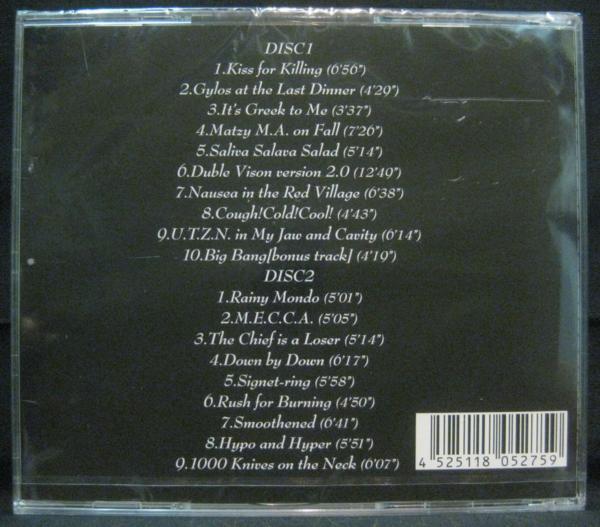 DISC1
1.Kiss for Killing (6'56")
2.Gylos at the Last Dinner (4'29")
3.It's Greek to Me (3'37")
4.Matzy M.A. on Fall (7'26")
5.Saliva Salava Salad (5'14")
6.Duble Vison version 2.0 (12'49")
7.Nausea in the Red Village (6'38")
8.Cough!Cold!Cool! (4'43")
9.U.T.Z.N. in My Jaw and Cavity (6'14")
10.Big Bang[bonus track] (4'19")
DISC2
1.Rainy Mondo (5'01")
2.M.E.C.C.A. (5'05")
3.The Chief is a Loser (5'14")
4.Down by Down (6'17")
5.Signet-ring (5'58")
6.Rush for Burning (4'50")
7.Smoothened (6'41")
8.Hypo and Hyper (5'51")
9.1000 Knives on the Neck (6'07")
4 525118 052759